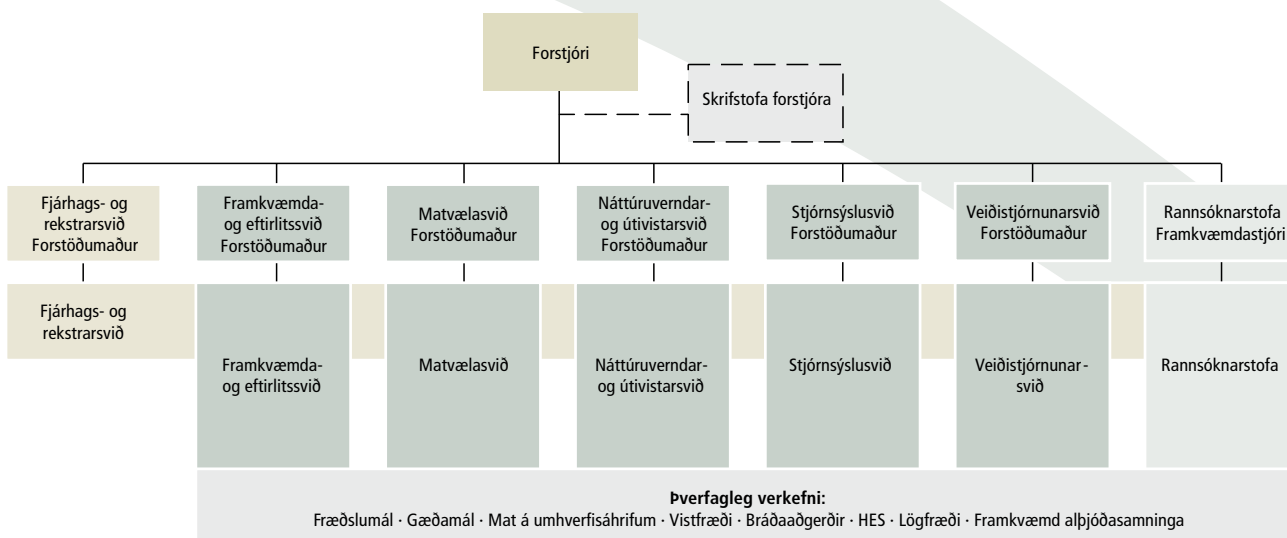 Forstjóri
Skrifstofa forstjóra
Fjárhags- og
rekstrarsvið
Forstöðumaður
Framkvæmda-
og eftirlitssvið
Forstöðumaður
Matvælasvið
Forstöðumaður
Náttúruverndar-
og útivistarsvið
Forstöðumaður
Stjórnsýslusvið
Forstöðumaður
Veiðistjórnunarsvið
Forstöðumaður
Rannsóknarstofa
Framkvæmdastjóri
Fjárhags- og
rekstrarsvið
Framkvæmda-
og eftirlitssvið
Matvælasvið
Náttúruverndar-
og útivistarsvið
Stjórnsýslusvið
Veiðistjórnunar-
svið
Rannsóknarstofa
Þverfagleg verkefni:
Fræðslumál · Gæðamál · Mat á umhverfisáhrifum · Vistfræði · Bráðaaðgerðir · HES · Lögfræði · Framkvæmd alþjóðasamninga